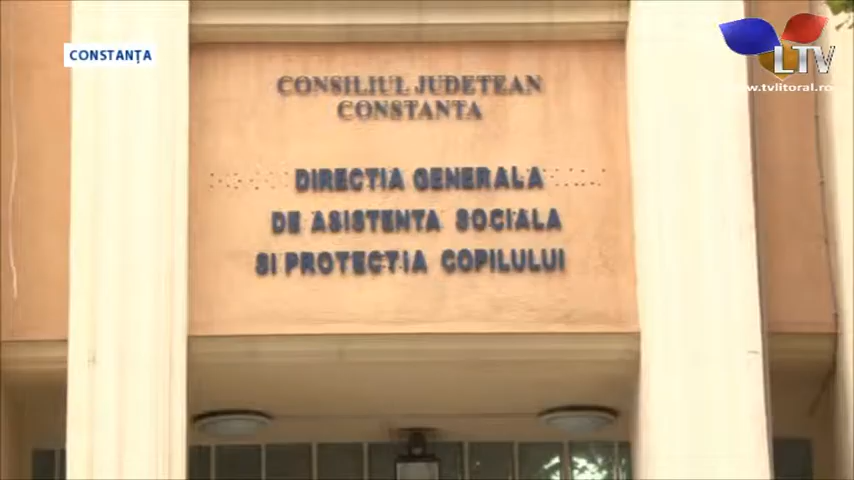 CONSTANȚA
LTV
www.tvlitoral.ro
CONSILIUL JUDETEAN
CONSTANTA
DIRECTIA GENERALA
DE ASISTENTA SOCIALA
SI PROTECTIA COPILULUI